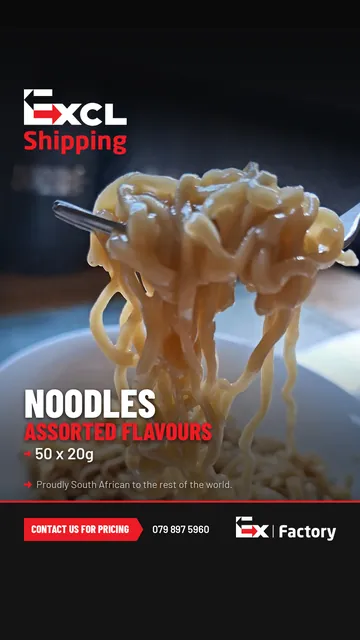 EXCL
Shipping
NOODLES
ASSORTED FLAVOURS
50 x 20g
Proudly South African to the rest of the world.
CONTACT US FOR PRICING 079 897 5960 EX | Factory